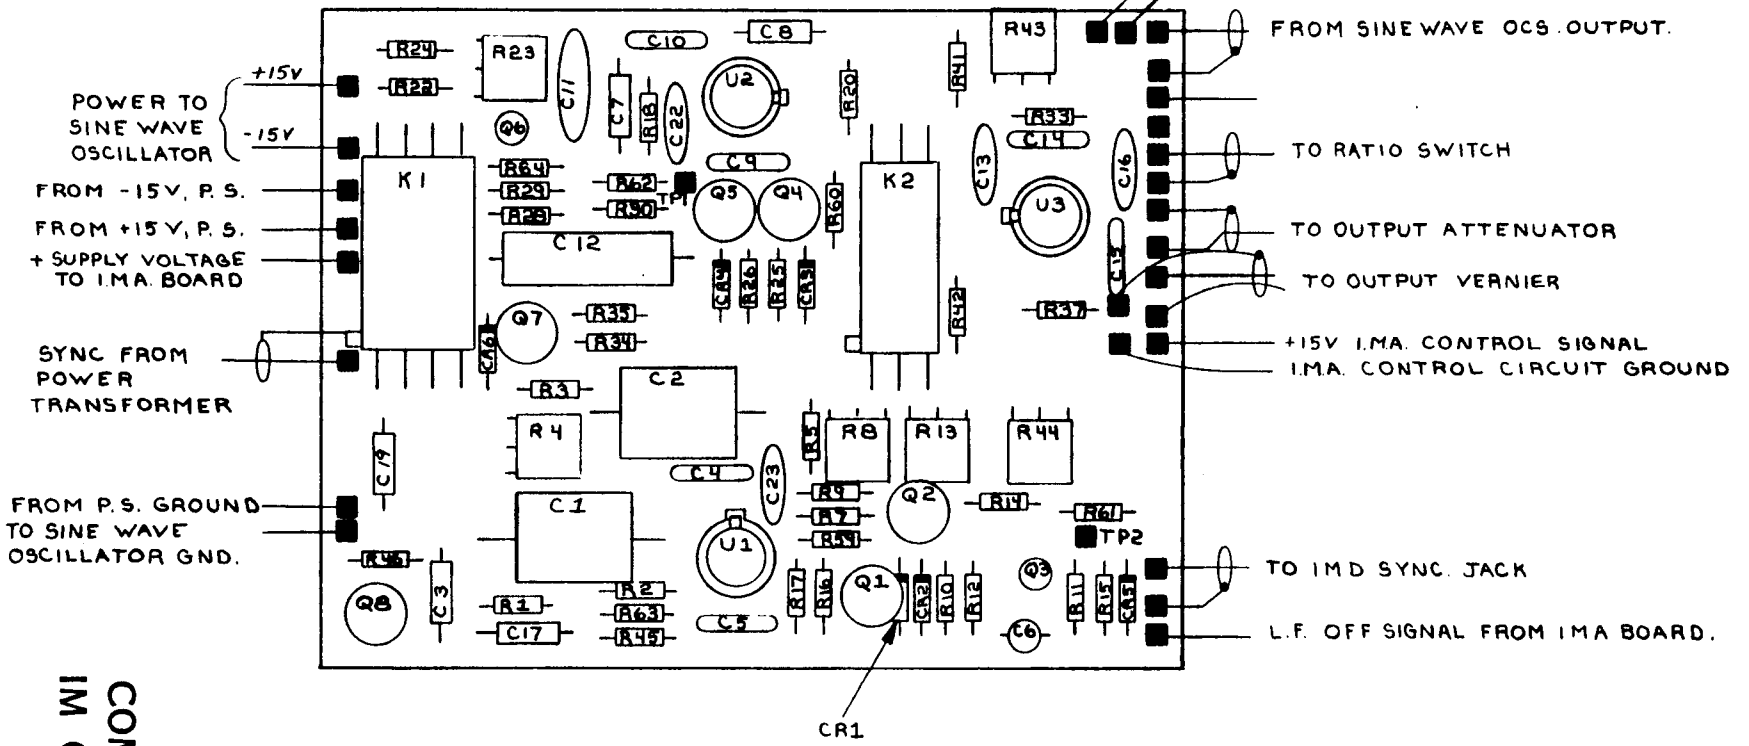 FROM SINE WAVE OCS. OUTPUT.
TO RATIO SWITCH
TO OUTPUT ATTENUATOR
TO OUTPUT VERNIER
+15V I.MA. CONTROL SIGNAL
I.M.A. CONTROL CIRCUIT GROUND
TO IMD SYNC. JACK
L.F. OFF SIGNAL FROM IMA BOARD.
+15V
POWER TO
SINE WAVE
OSCILLATOR
-15V
FROM -15V, P.S.
FROM +15V, P.S.
+ SUPPLY VOLTAGE
TO I.M.A. BOARD
SYNC FROM
POWER
TRANSFORMER
FROM P.S. GROUND
TO SINE WAVE
OSCILLATOR GND.
R24
R22
R23
C11
C10
C8
U2
C7
R18
C22
R20
R41
R43
R33
C14
C13
C16
U3
Q6
K1
R64
R29
R28
R62
TP1
R30
C9
Q5
Q4
R60
K2
C12
CR4
R26
R25
CR3
R42
C15
R37
Q7
CR6
R35
R34
R3
C2
R4
R5
R8
R13
R44
C19
C4
C23
C1
U1
R9
R7
R59
Q2
R14
R61
TP2
R46
Q8
C3
R1
C17
R2
R63
R45
C5
R17
R16
Q1
CR2
R10
R12
Q3
C6
R11
R15
CR5
CR1
IM